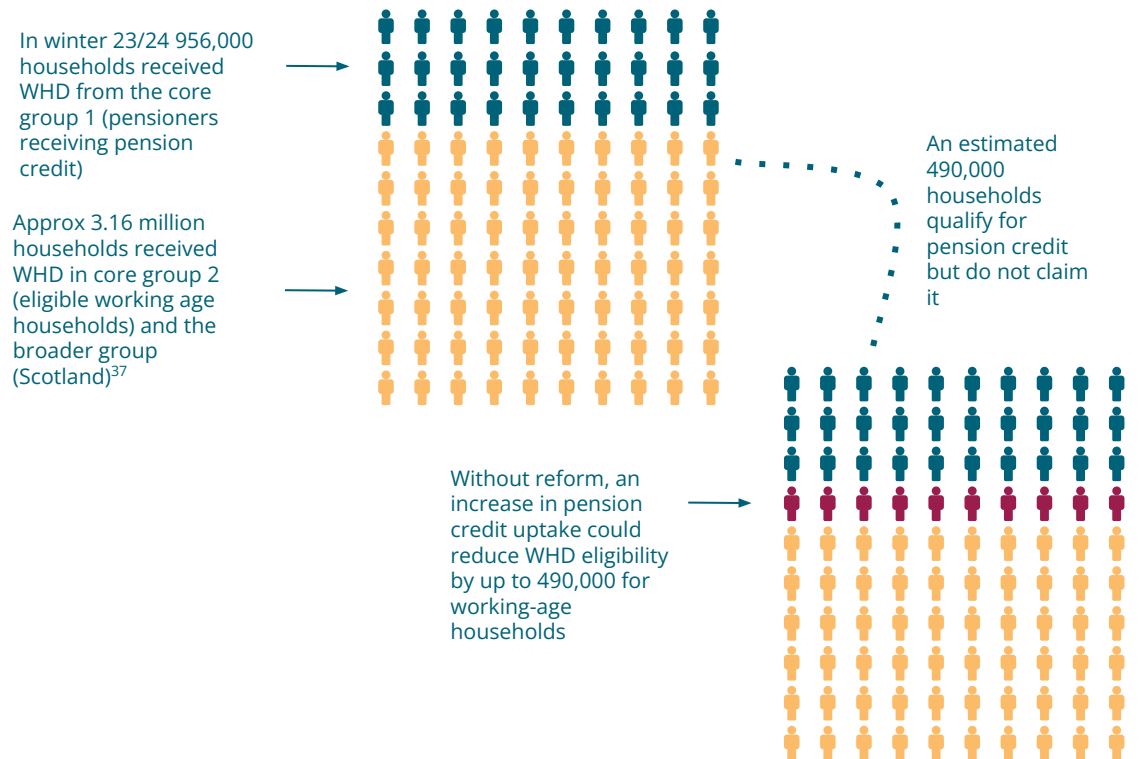 In winter 23/24 956,000
households received
WHD from the core
group 1 (pensioners
receiving pension
credit)
Approx 3.16 million
households received
WHD in core group 2
(eligible working age
households) and the
broader group
(Scotland)37
An estimated
490,000
households
qualify for
pension credit
but do not claim
it
Without reform, an
increase in pension
credit uptake could
reduce WHD eligibility
by up to 490,000 for
working-age
households